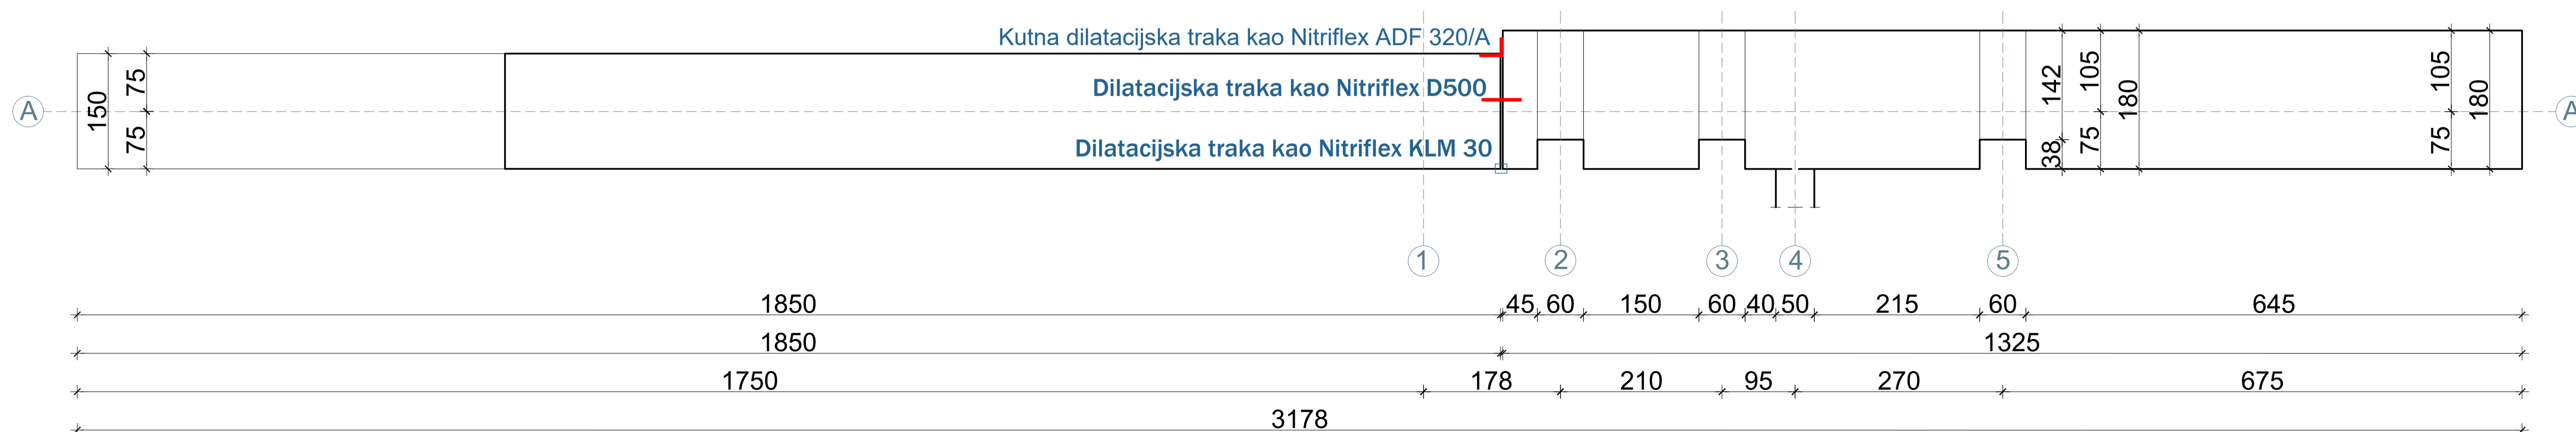 Kutna dilatacijska traka kao Nitriflex ADF 320/A
Dilatacijska traka kao Nitriflex D500
Dilatacijska traka kao Nitriflex KLM 30
A 150 75 75 142 38 105 75 180 105 75 180 A
1 2 3 4 5
1850 45 60 150 60 40 50 215 60 645
1850 1325
1750 178 210 95 270 675
3178